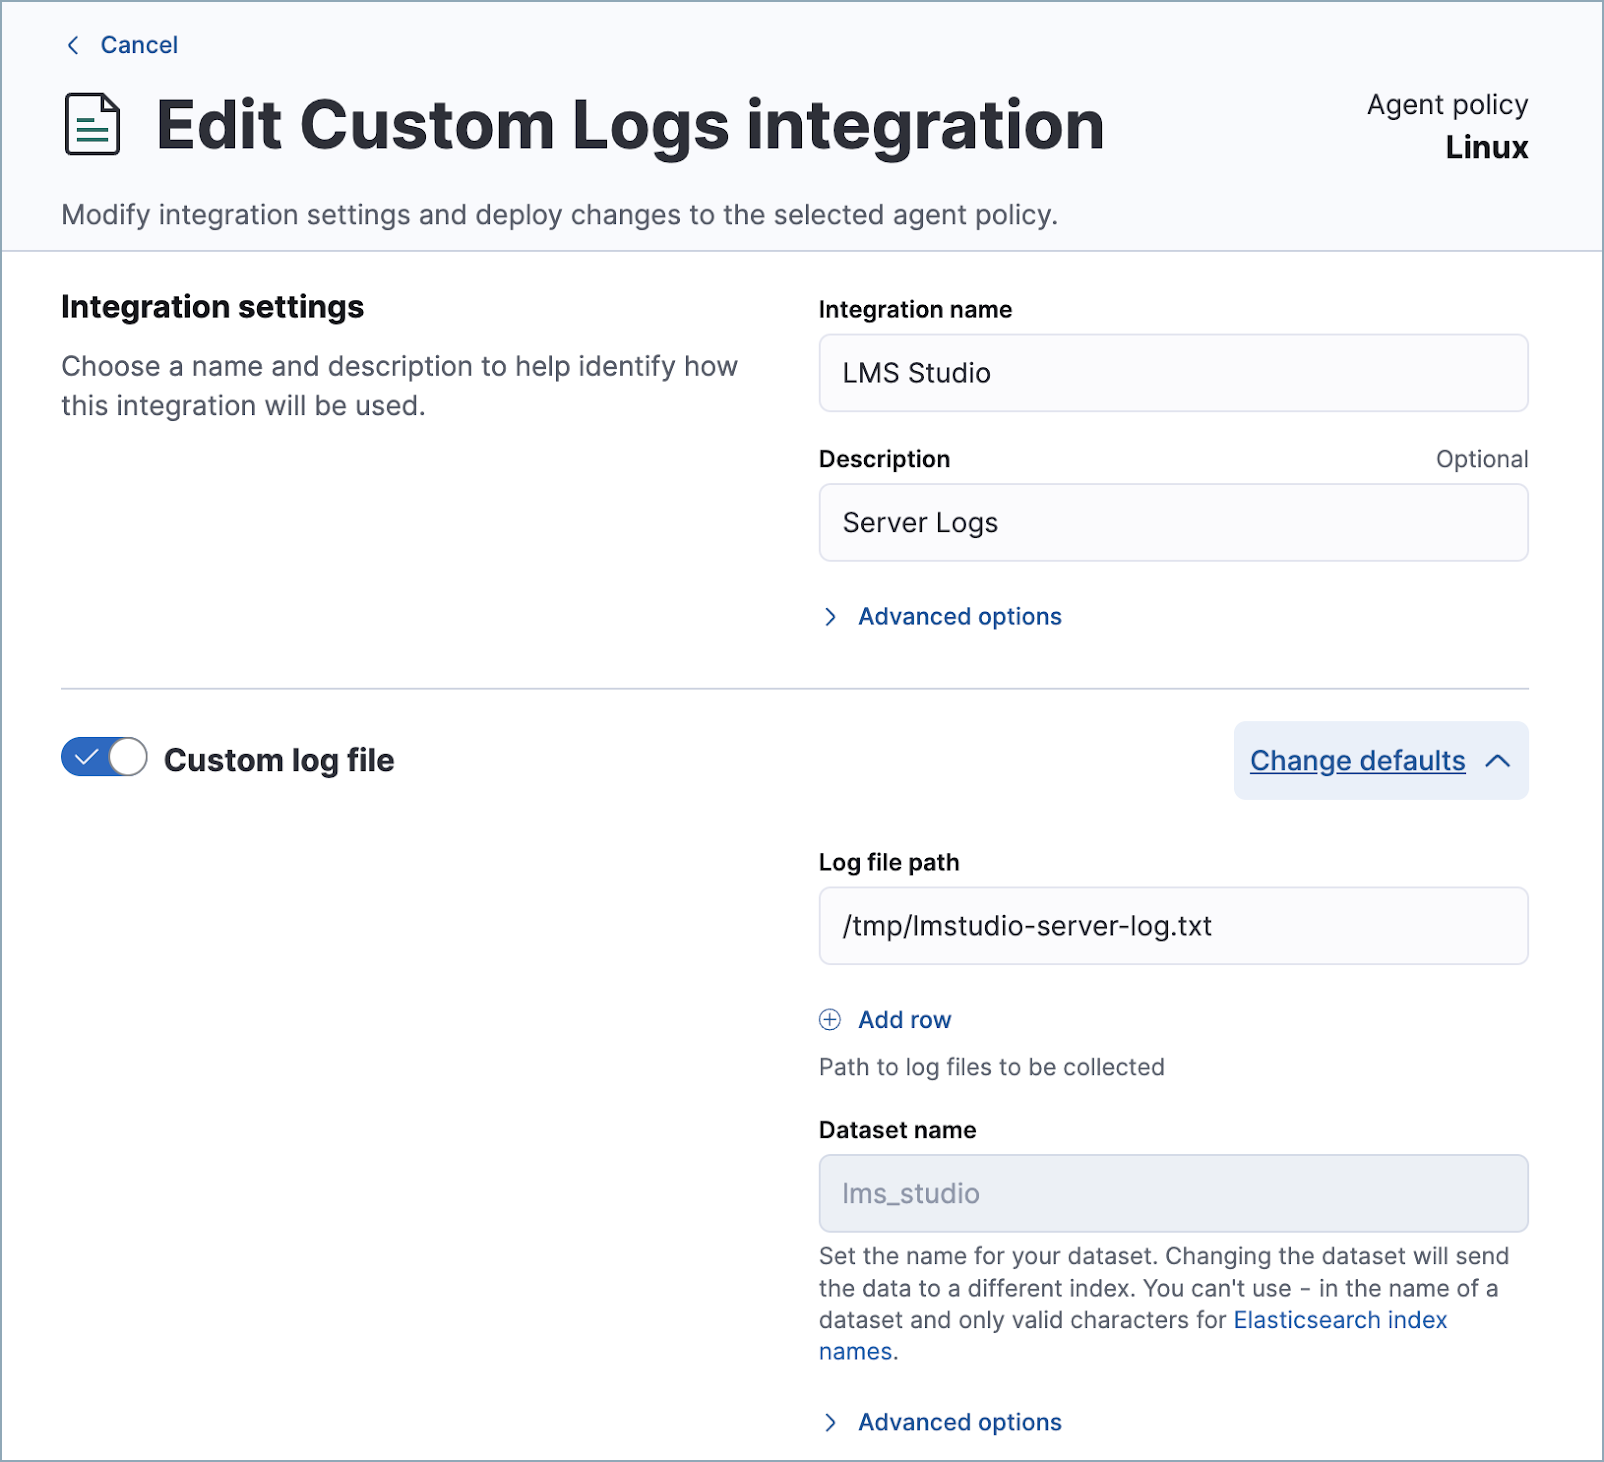 Cancel
Edit Custom Logs integration
Agent policy
Linux
Modify integration settings and deploy changes to the selected agent policy.
Integration settings
Choose a name and description to help identify how
this integration will be used.
Integration name
LMS Studio
Description
Optional
Server Logs
Advanced options
Custom log file
Change defaults
Log file path
/tmp/lmstudio-server-log.txt
Add row
Path to log files to be collected
Dataset name
lms_studio
Set the name for your dataset. Changing the dataset will send
the data to a different index. You can't use - in the name of a
dataset and only valid characters for Elasticsearch index
names.
Advanced options